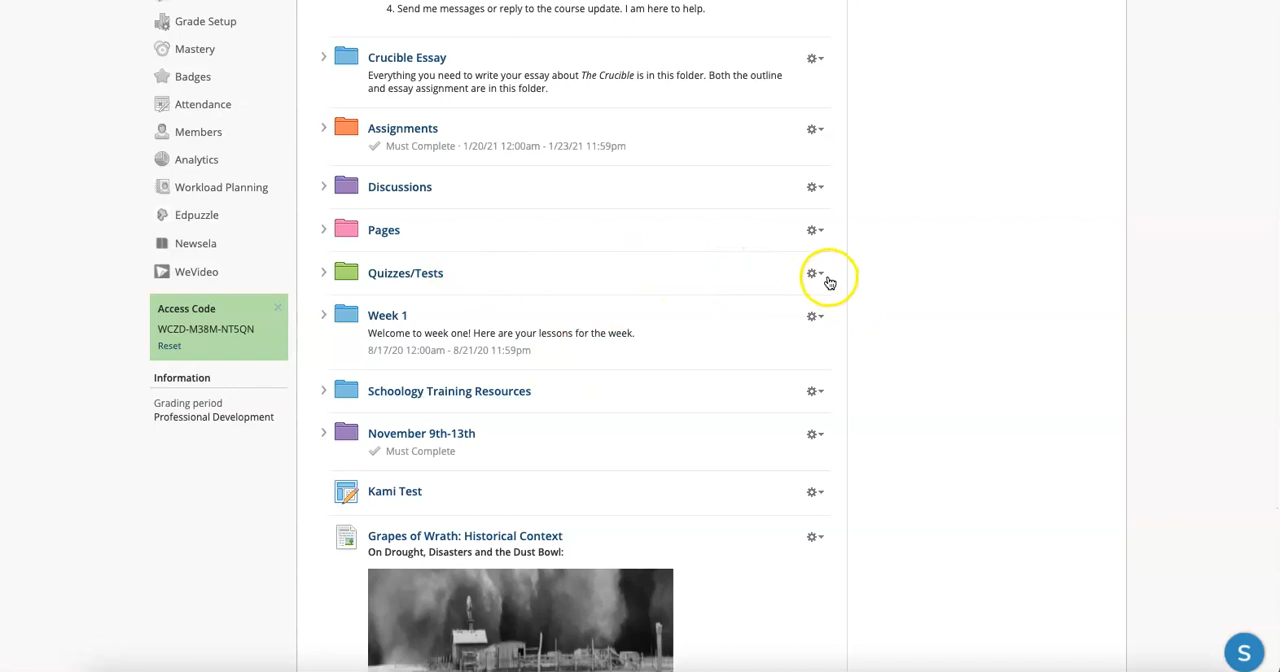 4. Send me messages or reply to the course update. I am here to help.
Grade Setup
Mastery
Badges
Attendance
Members
Analytics
Workload Planning
Edpuzzle
Newsela
WeVideo
Access Code
WCZD-M38M-NT5QN
Reset
Information
Grading period
Professional Development
Crucible Essay
Everything you need to write your essay about The Crucible is in this folder. Both the outline
and essay assignment are in this folder.
Assignments
Must Complete · 1/20/21 12:00am - 1/23/21 11:59pm
Discussions
Pages
Quizzes/Tests
Week 1
Welcome to week one! Here are your lessons for the week.
8/17/20 12:00am - 8/21/20 11:59pm
Schoology Training Resources
November 9th-13th
Must Complete
Kami Test
Grapes of Wrath: Historical Context
On Drought, Disasters and the Dust Bowl:
S